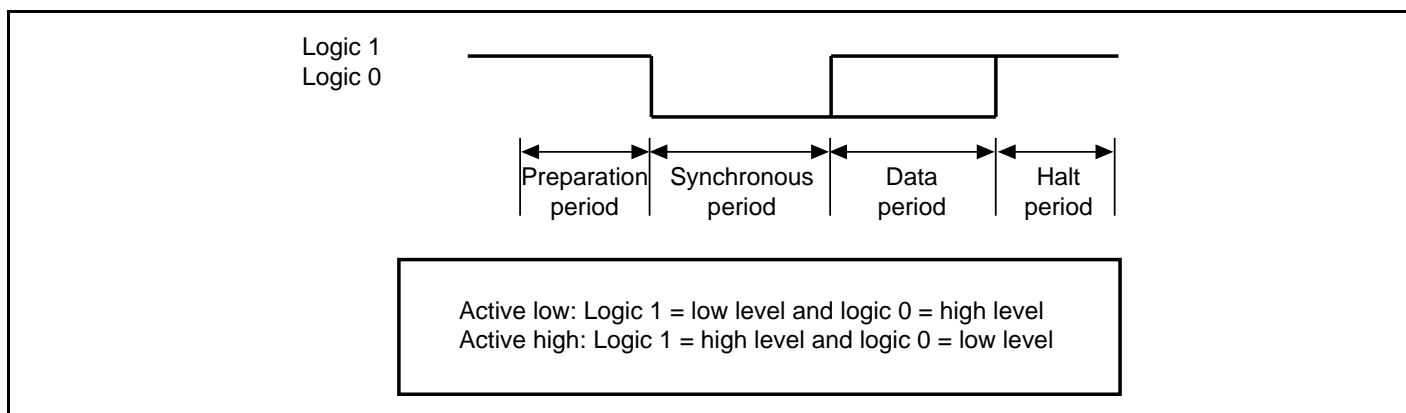 Logic 1
Logic 0
Preparation period
Synchronous period
Data period
Halt period
Active low: Logic 1 = low level and logic 0 = high level
Active high: Logic 1 = high level and logic 0 = low level